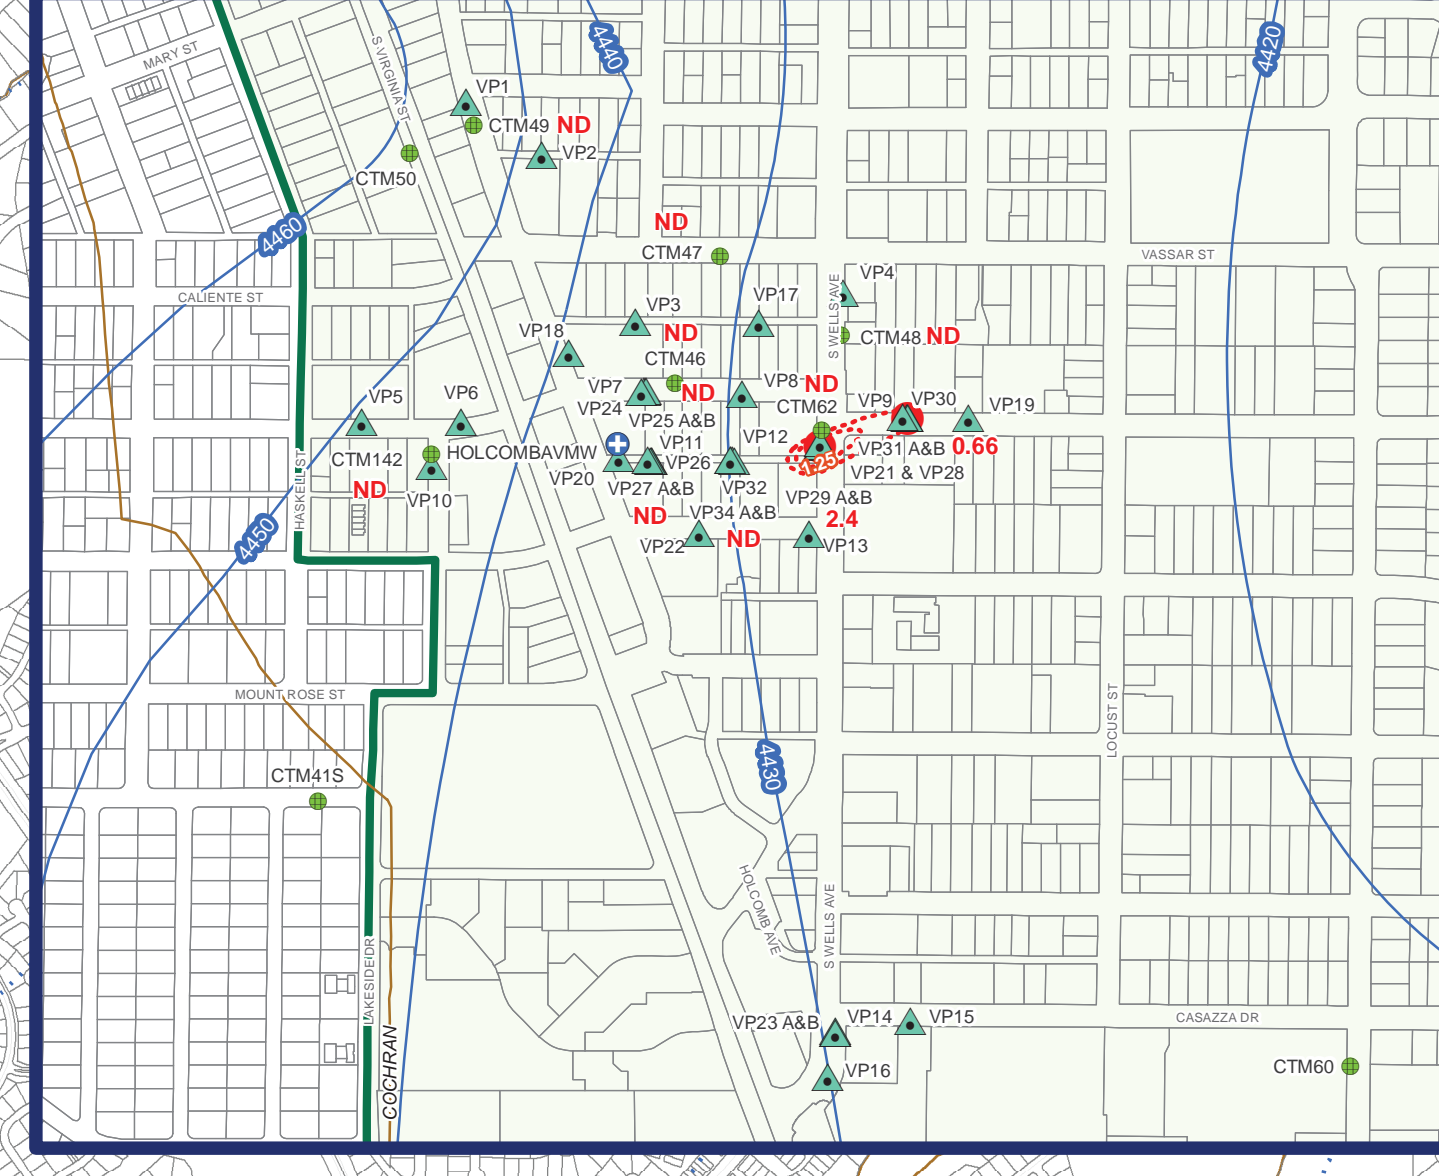 MARY ST
S VIRGINIA ST
4440
4420
VP1
CTM49 ND
VP2
CTM50
4460
ND
CTM47
VASSAR ST
CALIENTE ST
VP4
S WELLS AVE
VP3
VP17
VP18
ND
CTM48 ND
CTM46
VP7
ND
VP8
ND
VP5
VP6
VP24
CTM62
VP9
VP30
VP19
VP25 A&B
VP12
VP11
CTM142
HOLCOMBAVMW
VP31 A&B
0.66
VP26
1.25
VP21 & VP28
HASKELL ST
ND
VP10
VP20
VP27 A&B
VP32
VP29 A&B
ND
VP34 A&B
2.4
4450
VP22
ND
VP13
MOUNT ROSE ST
LOCUST ST
4430
CTM41S
HOLCOMB AVE
S WELLS AVE
LAKESIDE DR
VP23 A&B
VP14
VP15
CASAZZA DR
COCHRAN
VP16
CTM60